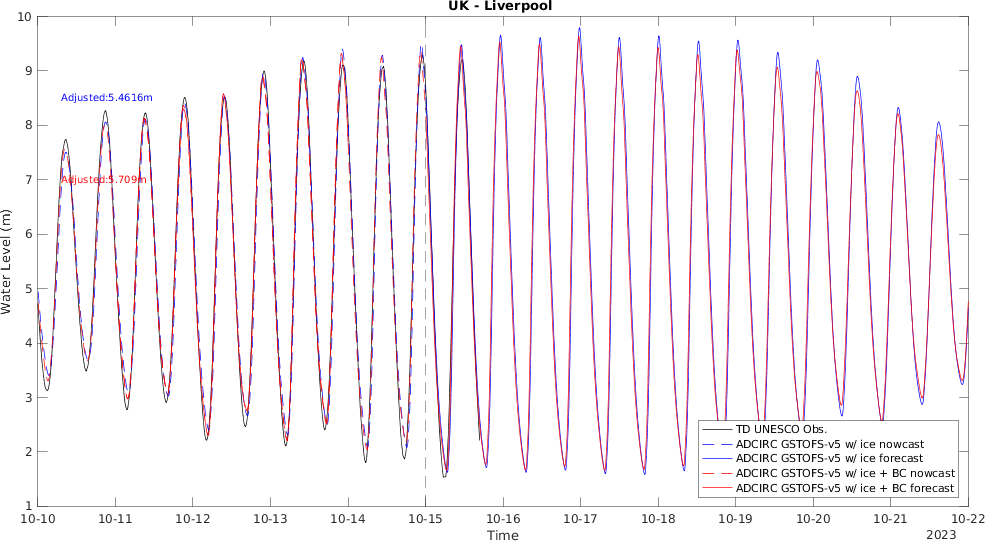 UK - Liverpool
10
9
8
7
6
5
4
3
2
1
Water Level (m)
Adjusted:5.4616m
Adjusted:5.709m
TD UNESCO Obs.
ADCIRC GSTOFS-v5 w/ ice nowcast
ADCIRC GSTOFS-v5 w/ ice forecast
ADCIRC GSTOFS-v5 w/ ice + BC nowcast
ADCIRC GSTOFS-v5 w/ ice + BC forecast
10-10 10-11 10-12 10-13 10-14 10-15 10-16 10-17 10-18 10-19 10-20 10-21 10-22
Time
2023